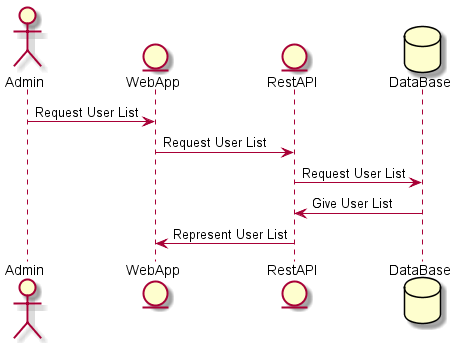 Admin
WebApp
RestAPI
DataBase
Request User List
Request User List
Request User List
Give User List
Represent User List
Admin
WebApp
RestAPI
DataBase